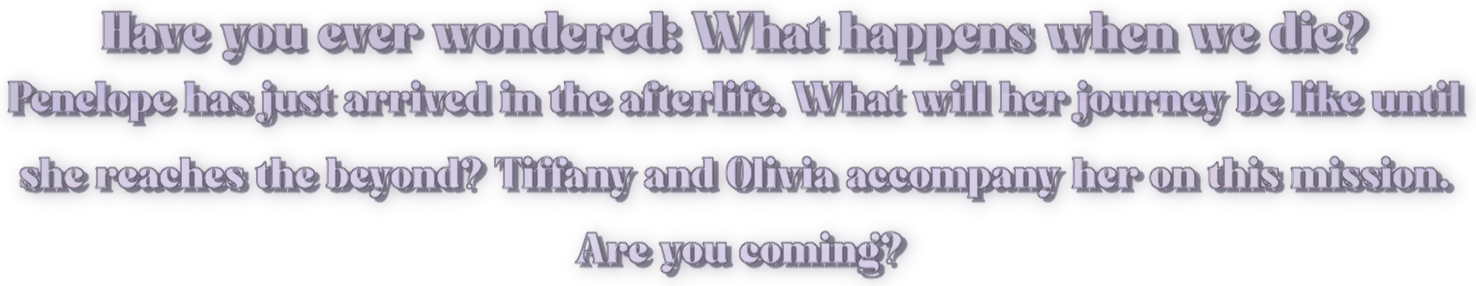 Have you ever wondered: What happens when we die?
Penelope has just arrived in the afterlife. What will her journey be like until
she reaches the beyond? Tiffany and Olivia accompany her on this mission.
Are you coming?